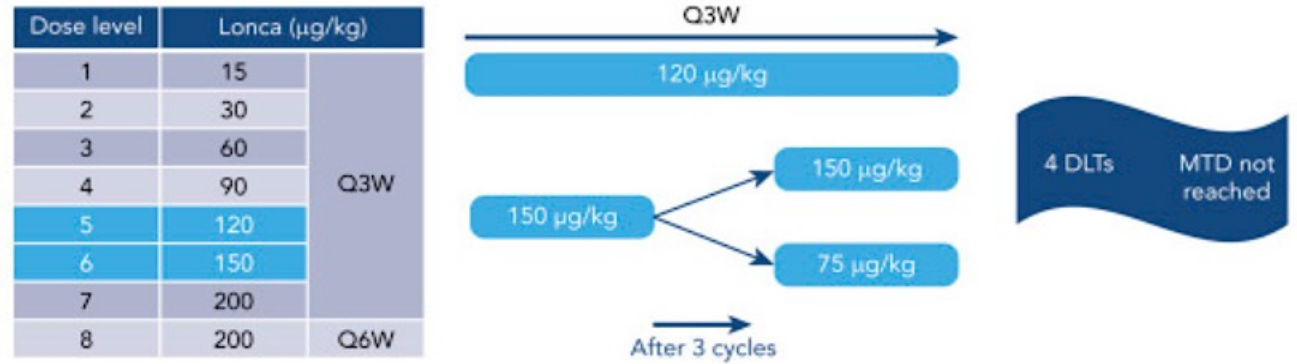 Dose level Lonca (μg/kg)
1 15
2 30
3 60
4 90 Q3W
5 120
6 150
7 200
8 200 Q6W
Q3W
120 μg/kg
150 μg/kg
150 μg/kg
75 μg/kg
After 3 cycles
4 DLTs
MTD not
reached